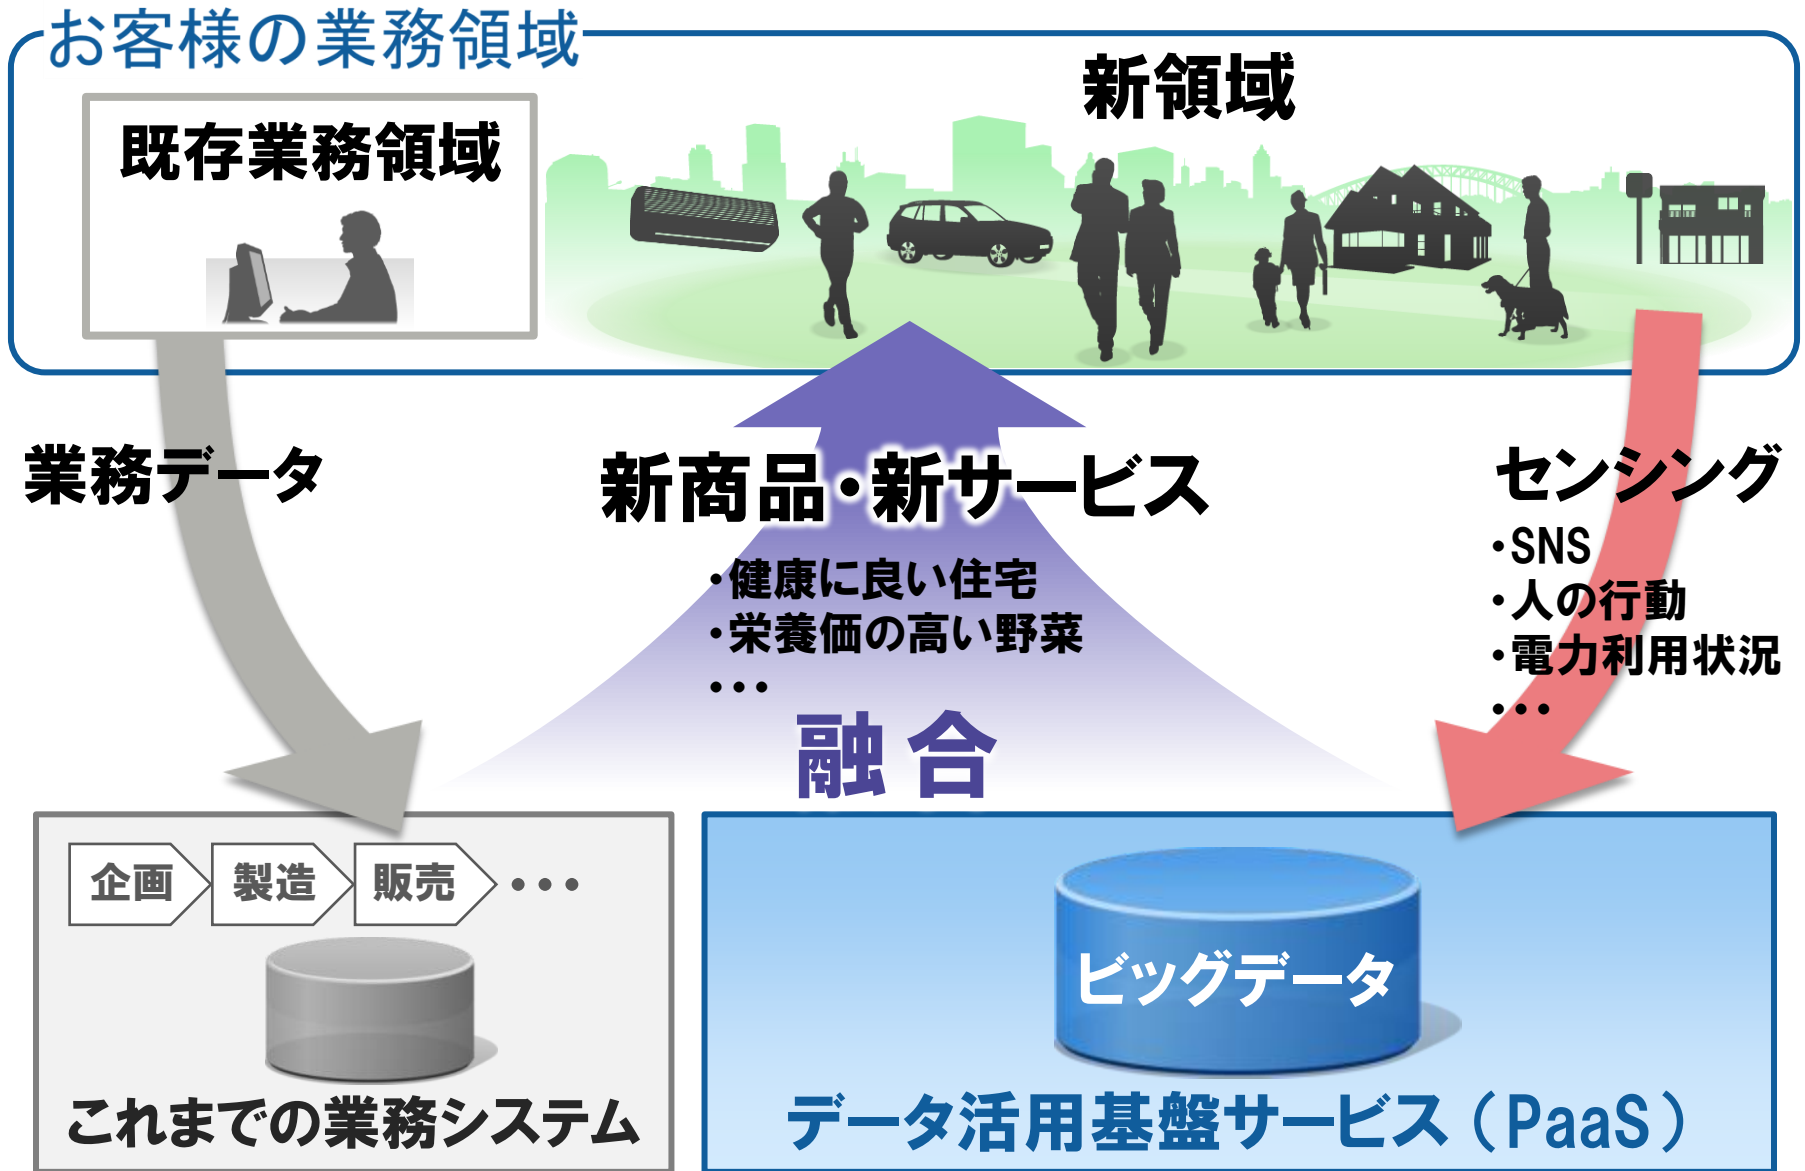 お客様の業務領域
既存業務領域
新領域
業務データ
新商品・新サービス
・健康に良い住宅
・栄養価の高い野菜
・・・
融合
センシング
・SNS
・人の行動
・電力利用状況
・・・
企画
製造
販売
・・・
これまでの業務システム
ビッグデータ
データ活用基盤サービス（PaaS）